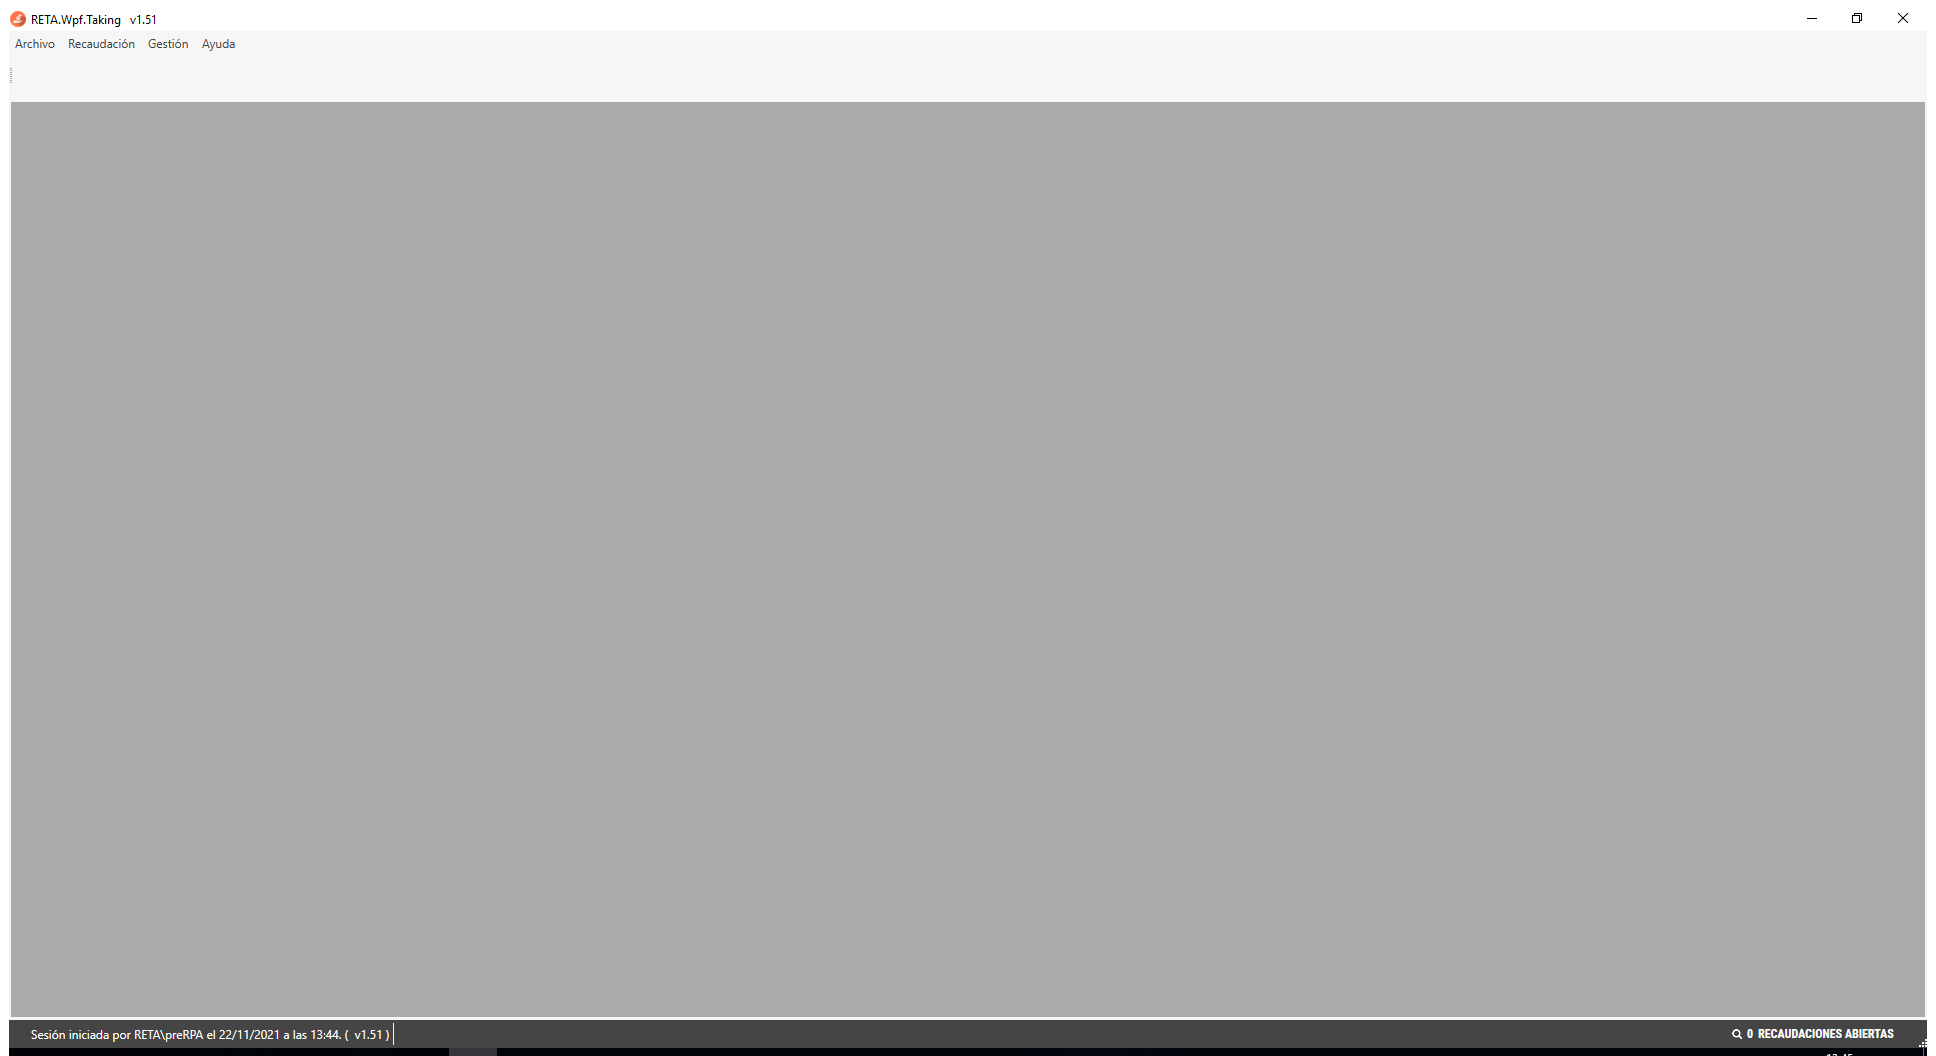 RETA.Wpf.Taking v1.51
Archivo Recaudación Gestión Ayuda
Sesión iniciada por RETA\preRPA el 22/11/2021 a las 13:44. ( v1.51 )
0 RECAUDACIONES ABIERTAS